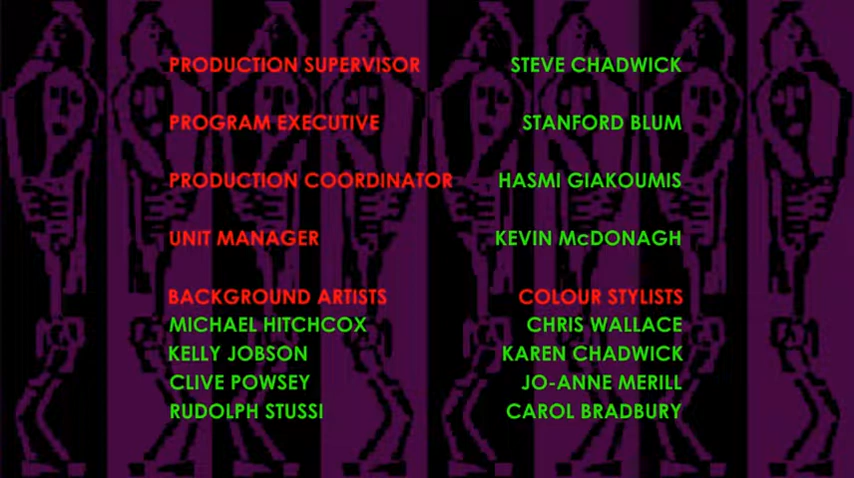 PRODUCTION SUPERVISOR STEVE CHADWICK
PROGRAM EXECUTIVE STANFORD BLUM
PRODUCTION COORDINATOR HASMI GIAKOUMIS
UNIT MANAGER KEVIN McDONAGH
BACKGROUND ARTISTS COLOUR STYLISTS
MICHAEL HITCHCOX CHRIS WALLACE
KELLY JOBSON KAREN CHADWICK
CLIVE POWSEY JO-ANNE MERILL
RUDOLPH STUSSI CAROL BRADBURY